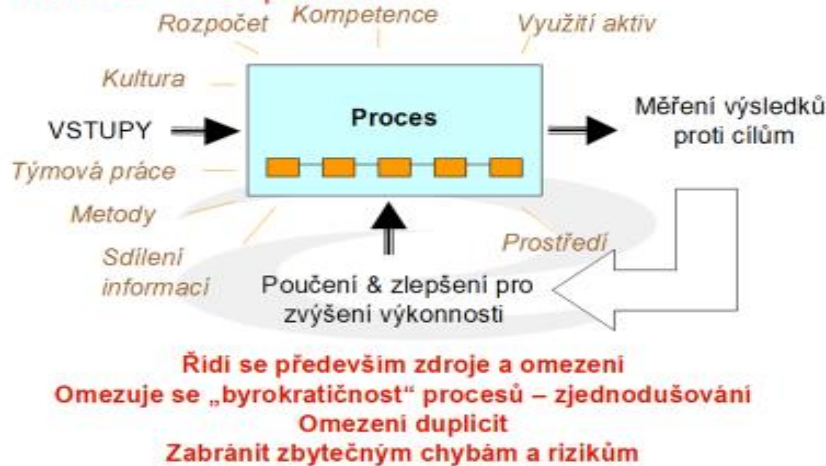 Rozpočet
Kompetence
Využití aktiv
Kultura
Proces
VSTUPY
Měření výsledků
proti cílům
Týmová práce
Metody
Sdílení
informací
Prostředí
Poučení & zlepšení pro
zvýšení výkonnosti
Řídí se především zdroje a omezení
Omezuje se „byrokratičnost“ procesů – zjednodušování
Omezení duplicit
Zabránit zbytečným chybám a rizikům